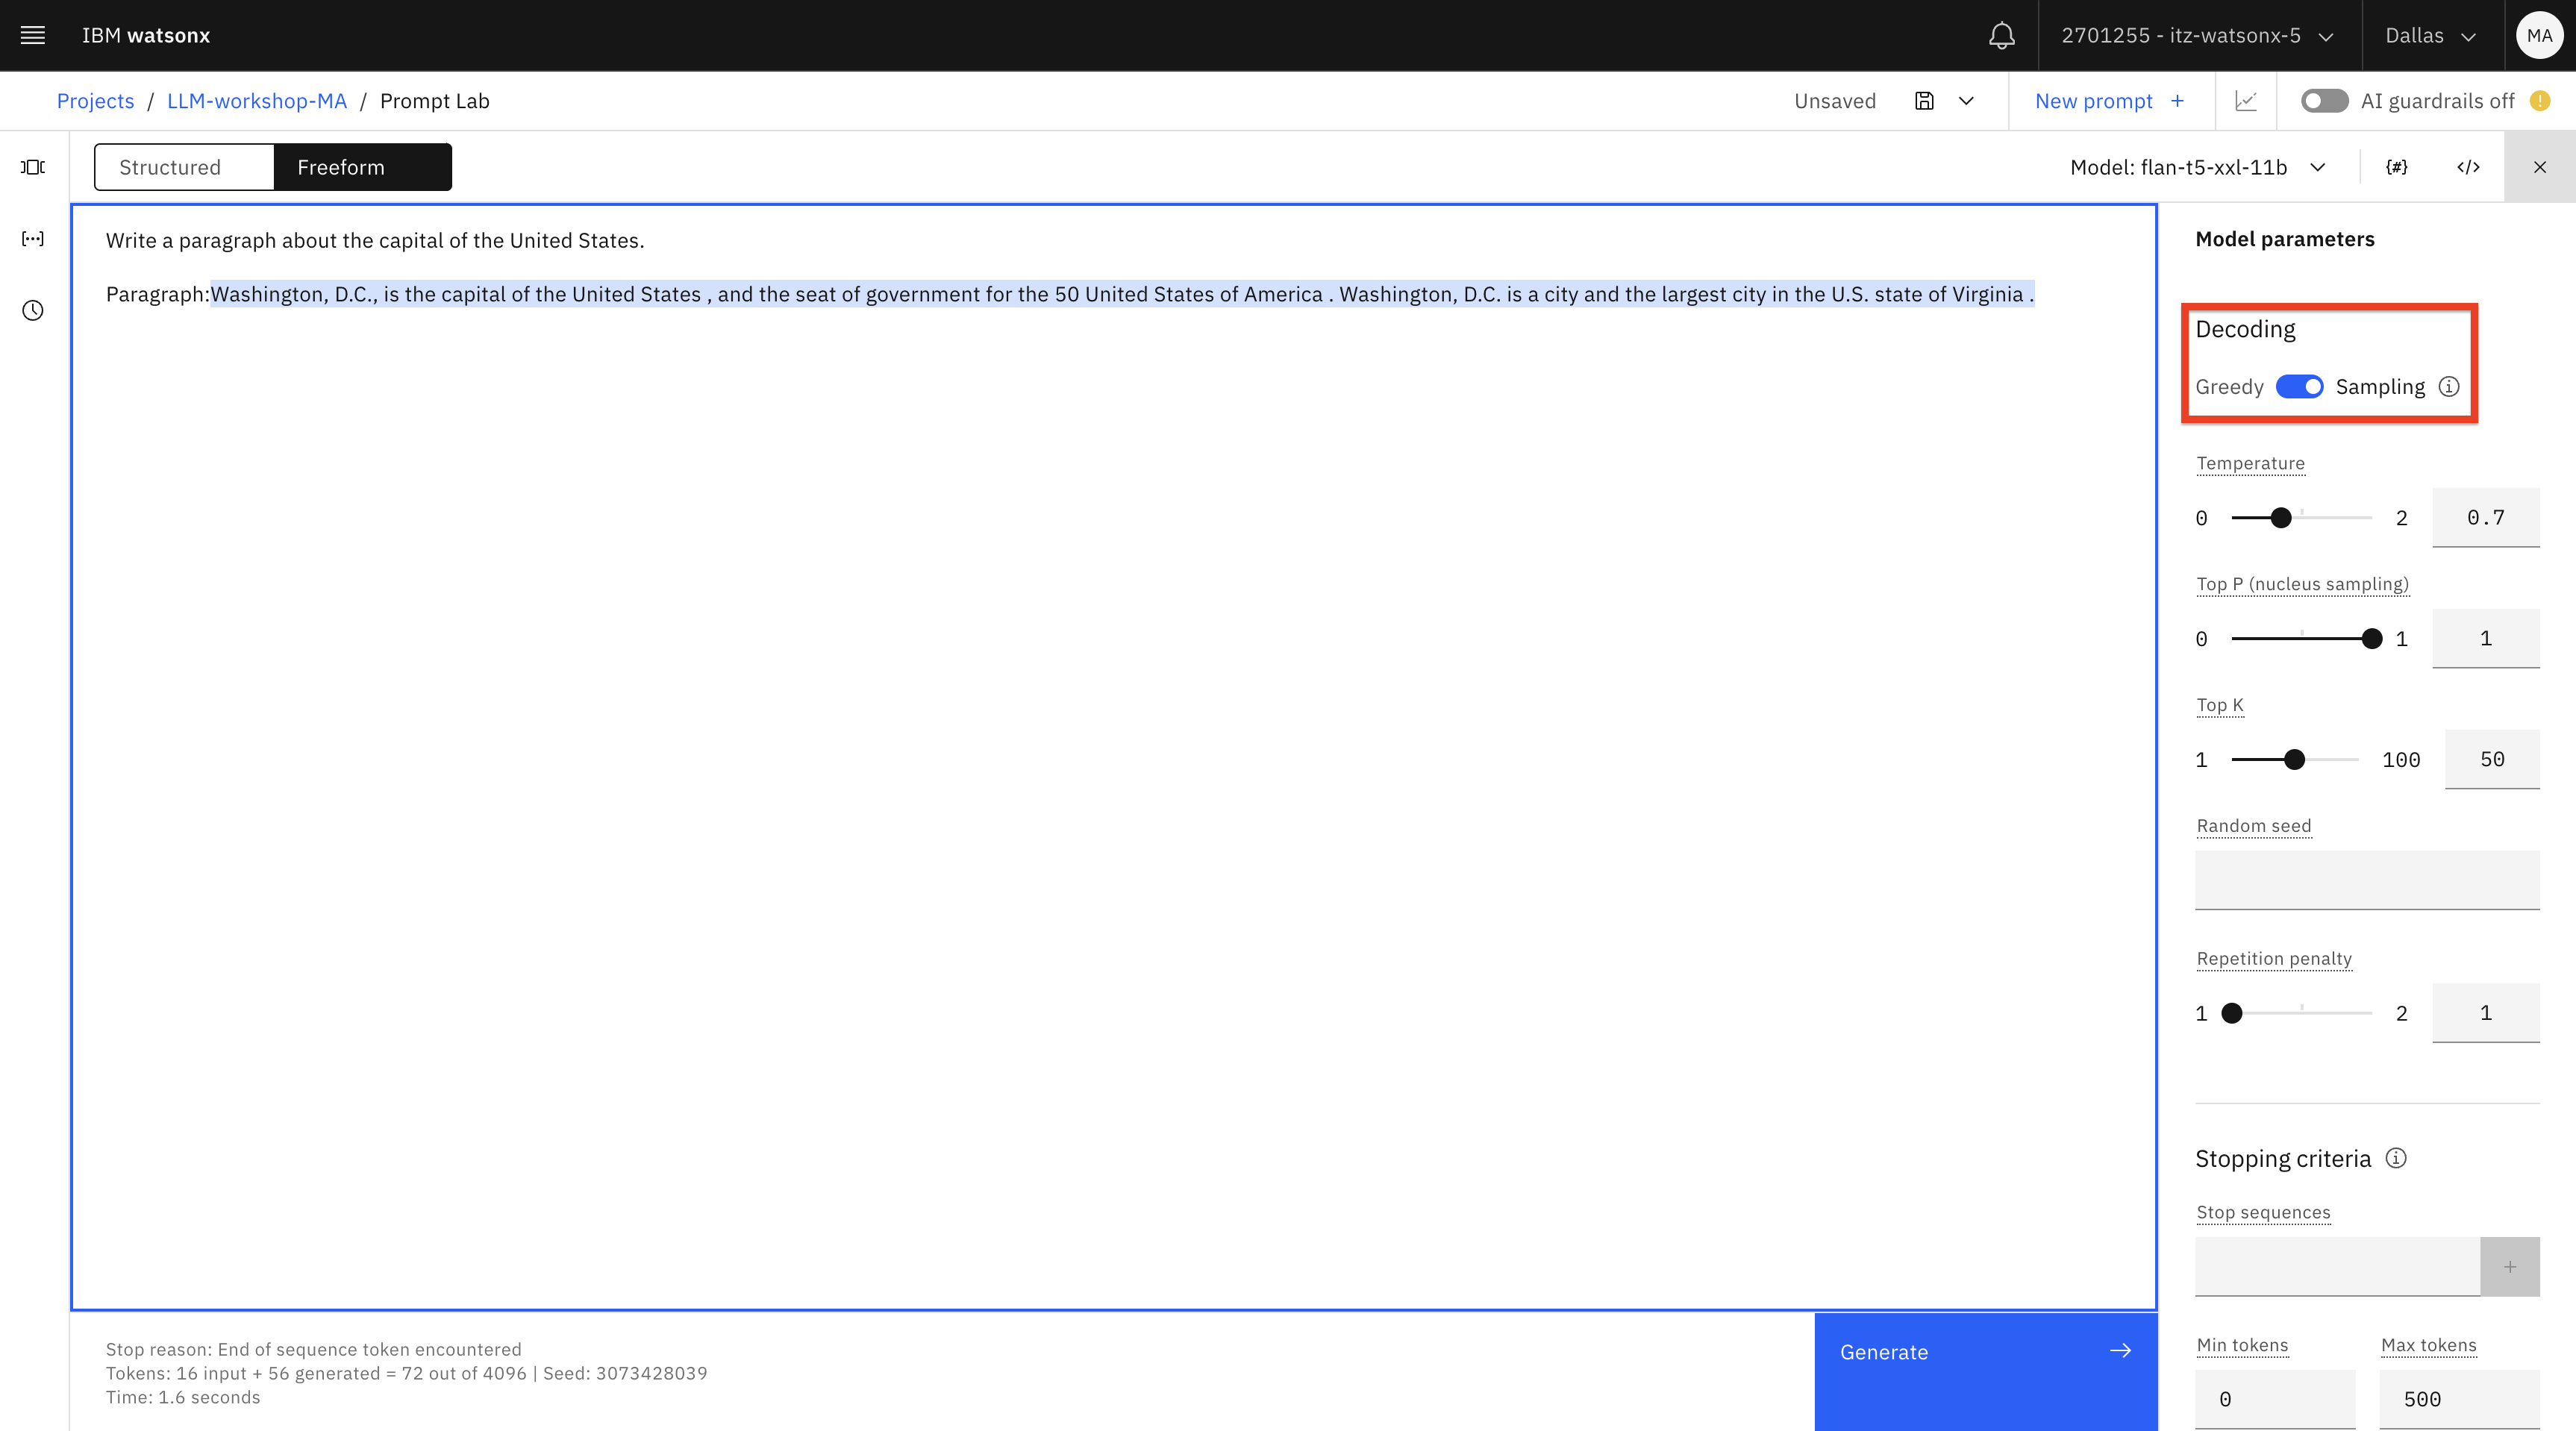 IBM watsonx
2701255 - itz-watsonx-5
Dallas
MA
Projects / LLM-workshop-MA / Prompt Lab
Unsaved
New prompt +
AI guardrails off
Structured
Freeform
Model: flan-t5-xxl-11b
{#}
</>
Write a paragraph about the capital of the United States.
Paragraph:Washington, D.C., is the capital of the United States , and the seat of government for the 50 United States of America . Washington, D.C. is a city and the largest city in the U.S. state of Virginia .
Model parameters
Decoding
Greedy Sampling
Temperature
0 2 0.7
Top P (nucleus sampling)
0 1 1
Top K
1 100 50
Random seed
Repetition penalty
1 2 1
Stopping criteria
Stop sequences
+
Min tokens Max tokens
0 500
Stop reason: End of sequence token encountered
Tokens: 16 input + 56 generated = 72 out of 4096 | Seed: 3073428039
Time: 1.6 seconds
Generate